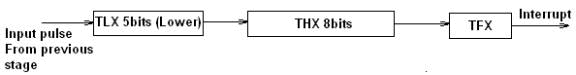 Input pulse
From previous
stage
TLX 5bits (Lower)
THX 8bits
TFX
Interrupt